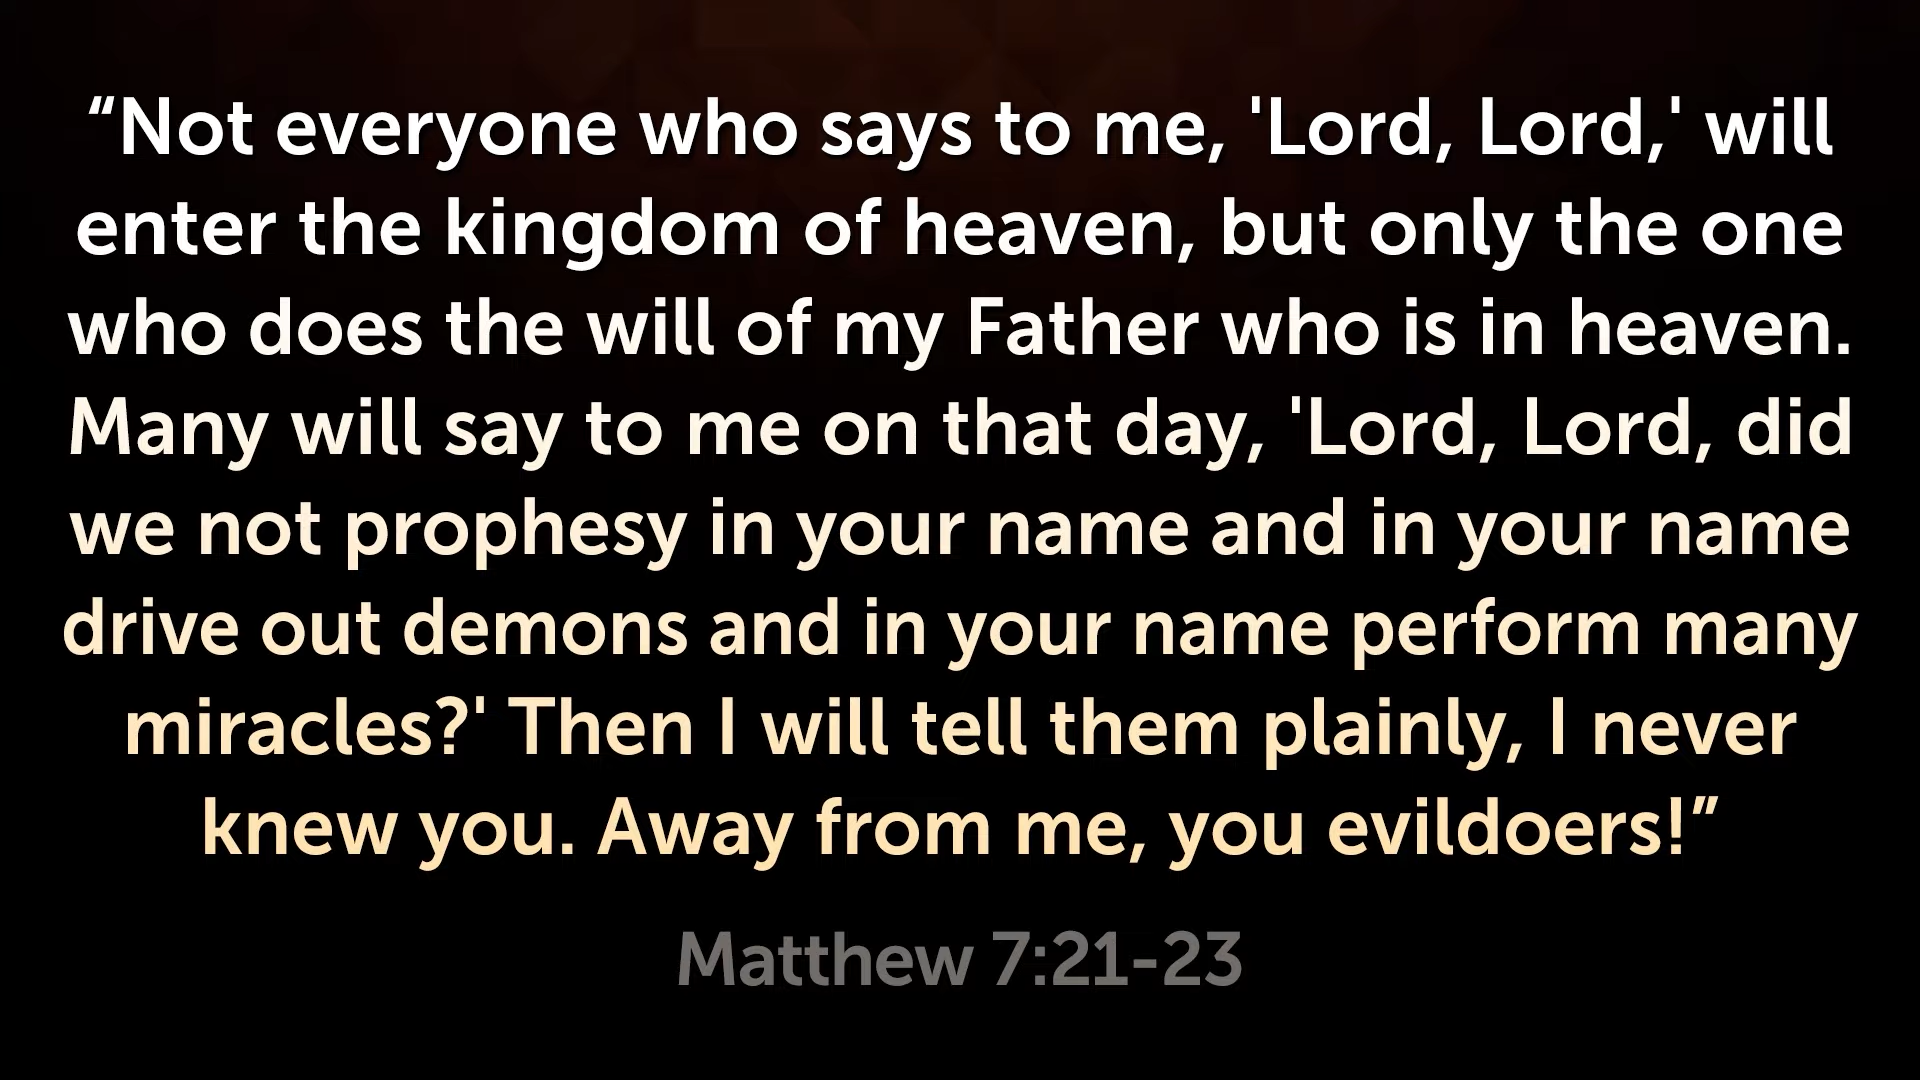 “Not everyone who says to me, 'Lord, Lord,' will
enter the kingdom of heaven, but only the one
who does the will of my Father who is in heaven.
Many will say to me on that day, 'Lord, Lord, did
we not prophesy in your name and in your name
drive out demons and in your name perform many
miracles?' Then I will tell them plainly, I never
knew you. Away from me, you evildoers!”
Matthew 7:21-23